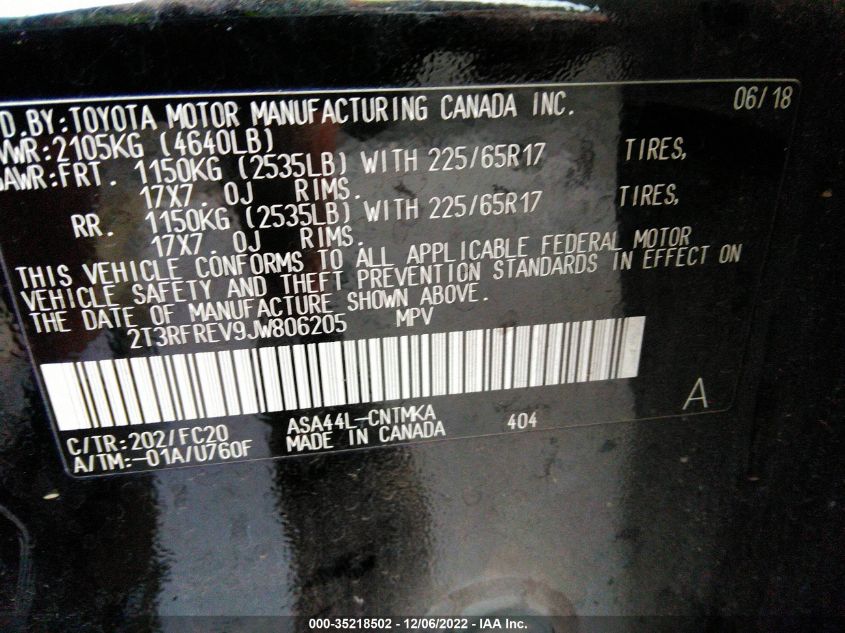 D.BY:TOYOTA MOTOR MANUFACTURING CANADA INC. 06/18
VWR:2105KG (4640LB)
GAWR:FRT. 1150KG (2535LB) WITH 225/65R17 TIRES,
17X7.0J RIMS.
RR. 1150KG (2535LB) WITH 225/65R17 TIRES,
17X7.0J RIMS.
THIS VEHICLE CONFORMS TO ALL APPLICABLE FEDERAL MOTOR
VEHICLE SAFETY AND THEFT PREVENTION STANDARDS IN EFFECT ON
THE DATE OF MANUFACTURE SHOWN ABOVE.
2T3RFREV9JW806205 MPV
A
C/TR:202/FC20 ASA44L-CNTMKA 404
A/TM:-01A/U760F MADE IN CANADA
000-35218502 - 12/06/2022 - IAA Inc.